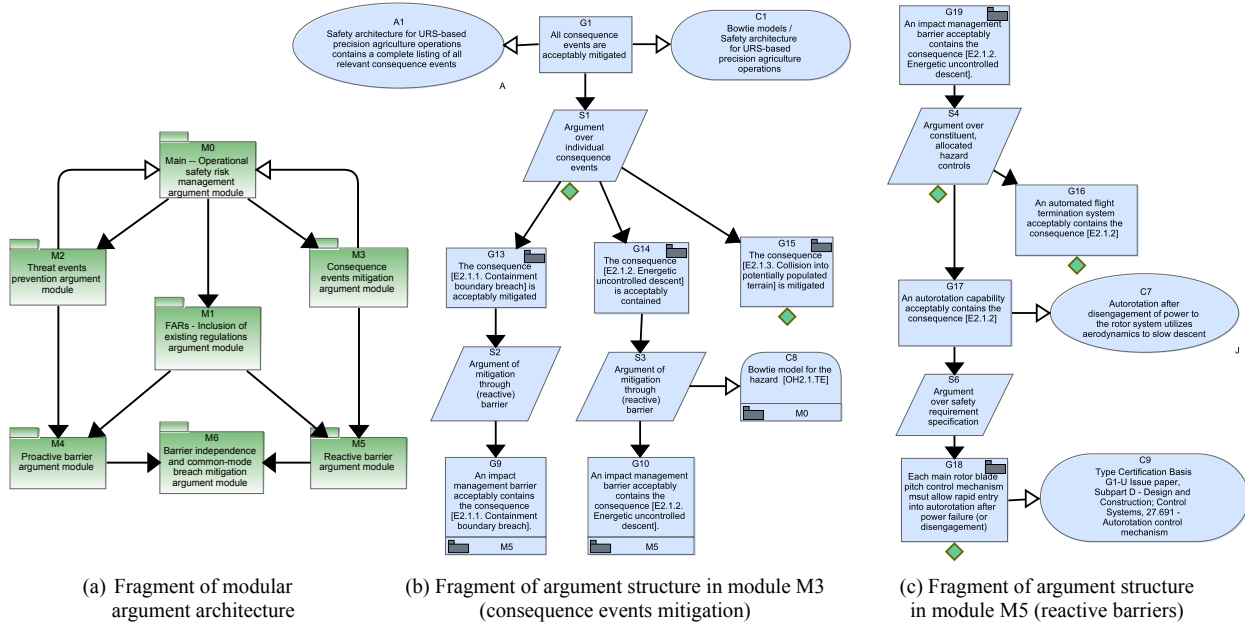 M0
Main -- Operational
safety risk
management
argument module
M2
Threat events
prevention argument
module
M3
Consequence
events mitigation
argument module
M1
FARs - Inclusion of
existing regulations
argument module
M4
Proactive barrier
argument module
M6
Barrier independence
and common-mode
breach mitigation
argument module
M5
Reactive barrier
argument module
(a) Fragment of modular
argument architecture
A1
Safety architecture for URS-based
precision agriculture operations
contains a complete listing of all
relevant consequence events
A
G1
All consequence
events are
acceptably mitigated
C1
Bowtie models /
Safety architecture
for URS-based
precision agriculture
operations
S1
Argument
over
individual
consequence
events
G13
The consequence
[E2.1.1. Containment
boundary breach] is
acceptably mitigated
G14
The consequence
[E2.1.2. Energetic
uncontrolled descent]
is acceptably
contained
G15
The consequence
[E2.1.3. Collision into
potentially populated
terrain] is mitigated
S2
Argument of
mitigation
through
(reactive)
barrier
S3
Argument of
mitigation
through
(reactive)
barrier
C8
Bowtie model for the
hazard [OH2.1.TE]
M0
G9
An impact
management barrier
acceptably contains
the consequence
[E2.1.1. Containment
boundary breach].
M5
G10
An impact
management barrier
acceptably contains
the consequence
[E2.1.2. Energetic
uncontrolled descent].
M5
(b) Fragment of argument structure in module M3
(consequence events mitigation)
G19
An impact management
barrier acceptably
contains the
consequence [E2.1.2.
Energetic uncontrolled
descent].
S4
Argument over
constituent,
allocated
hazard
controls
G16
An automated flight
termination system
acceptably contains the
consequence [E2.1.2]
G17
An autorotation capability
acceptably contains the
consequence [E2.1.2]
C7
Autorotation after
disengagement of power to
the rotor system utilizes
aerodynamics to slow descent
J
S6
Argument
over safety
requirement
specification
G18
Each main rotor blade
pitch control mechanism
msut allow rapid entry
into autorotation after
power failure (or
disengagement)
C9
Type Certification Basis
G1-U Issue paper,
Subpart D - Design and
Construction; Control
Systems, 27.691 -
Autorotation control
mechanism
(c) Fragment of argument structure
in module M5 (reactive barriers)